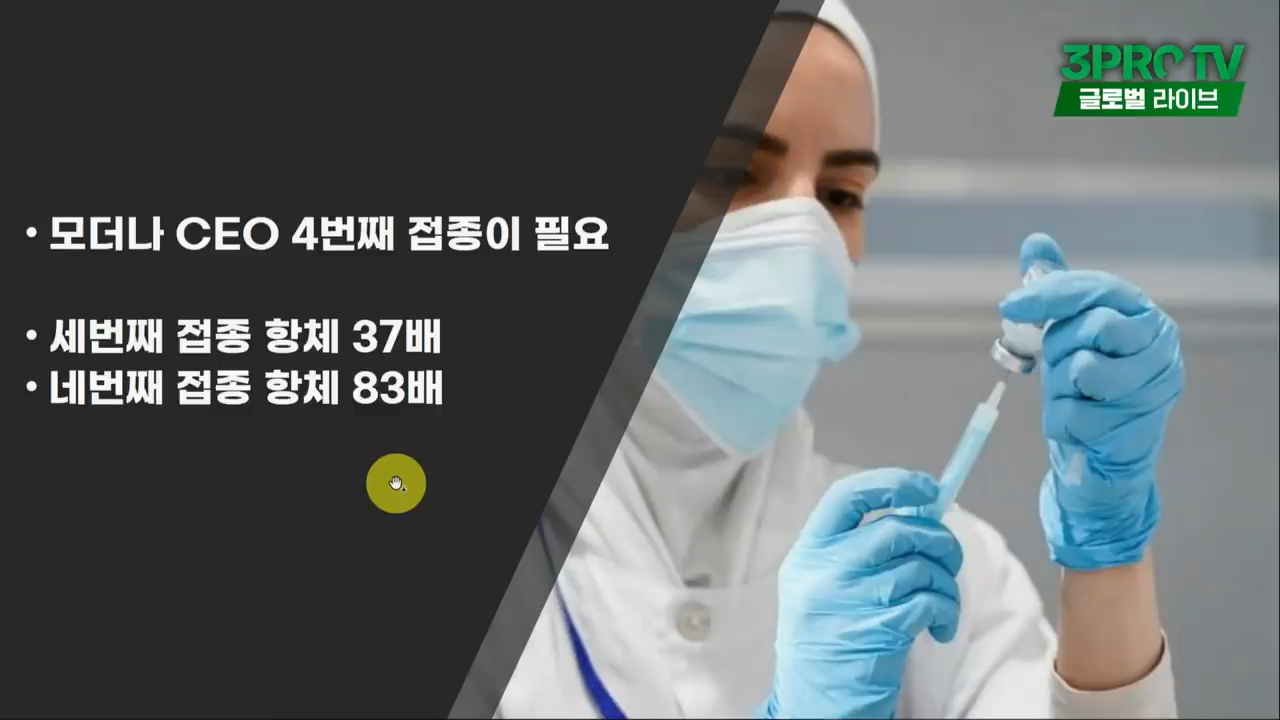 3PRO TV
글로벌 라이브
• 모더나 CEO 4번째 접종이 필요
• 세번째 접종 항체 37배
• 네번째 접종 항체 83배